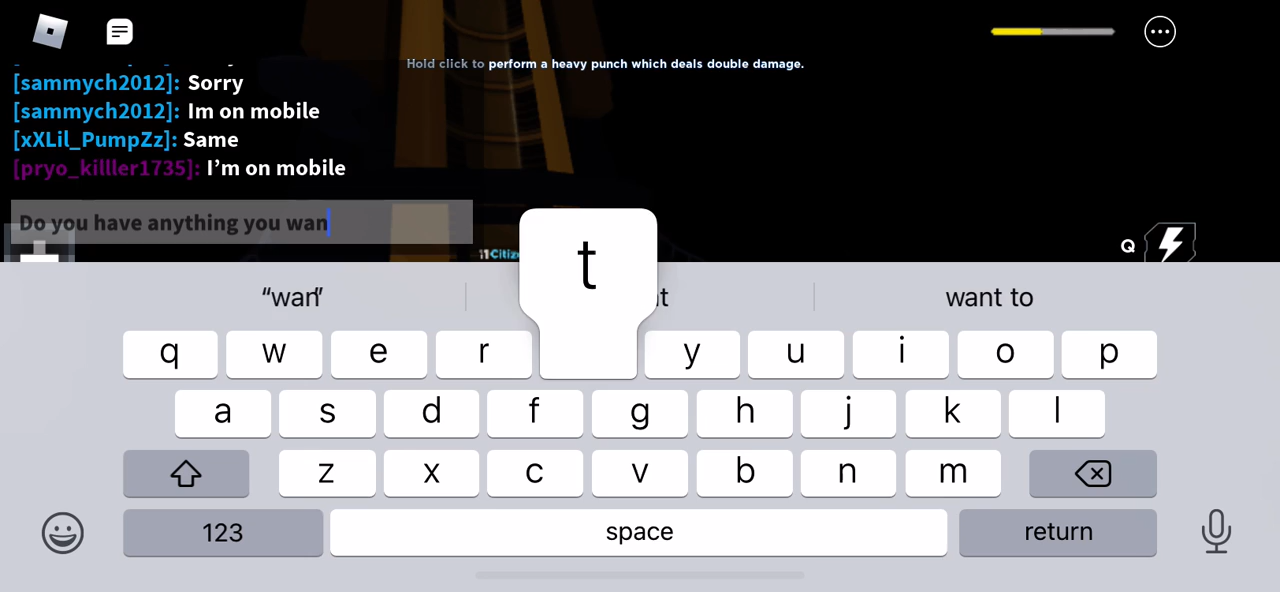 [sammych2012]: Sorry
Hold click to perform a heavy punch which deals double damage.
[sammych2012]: Im on mobile
[xXLil_PumpZz]: Same
[pryo_killler1735]: I'm on mobile
Do you have anything you wan
Q
t
“wan” want to
q w e r y u i o p
a s d f g h j k l
z x c v b n m
123 space return